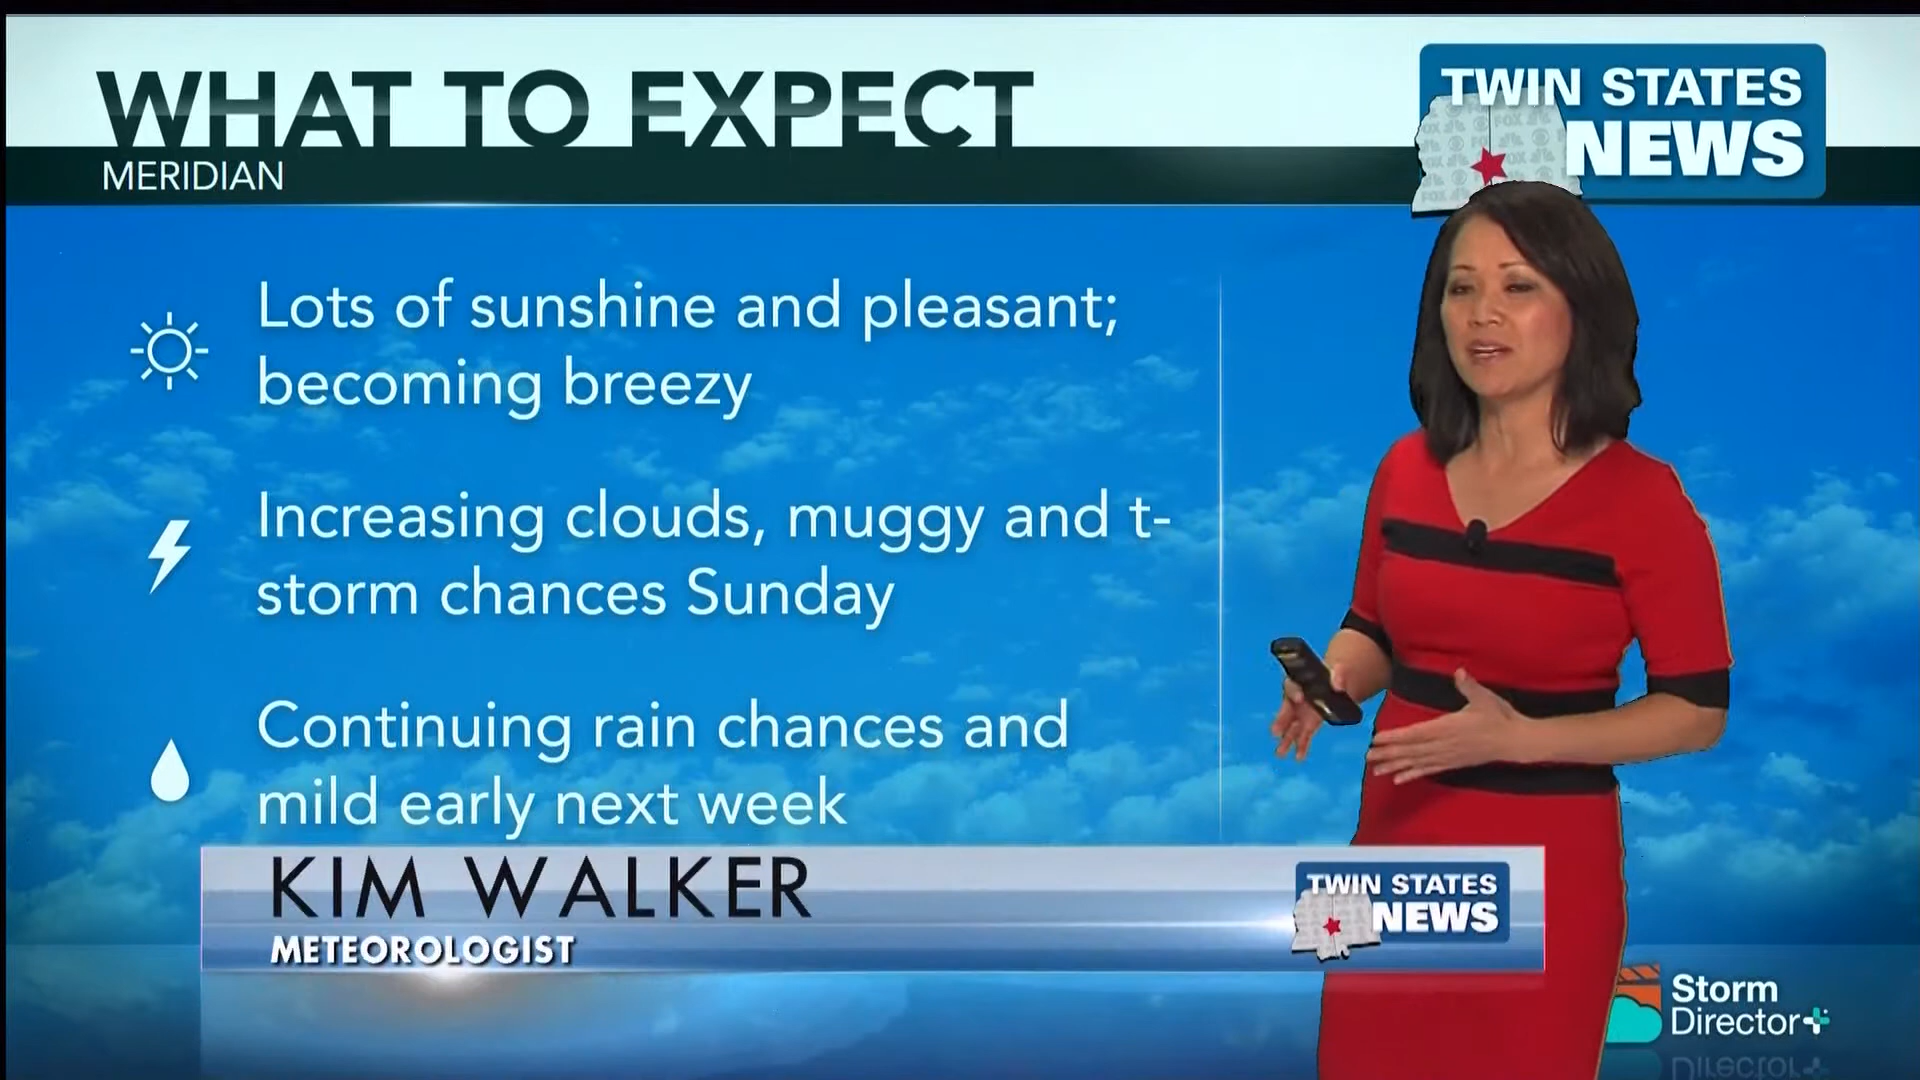 WHAT TO EXPECT
MERIDIAN
TWIN STATES
NEWS
Lots of sunshine and pleasant;
becoming breezy
Increasing clouds, muggy and t-
storm chances Sunday
Continuing rain chances and
mild early next week
KIM WALKER
METEOROLOGIST
TWIN STATES
NEWS
Storm
Director+